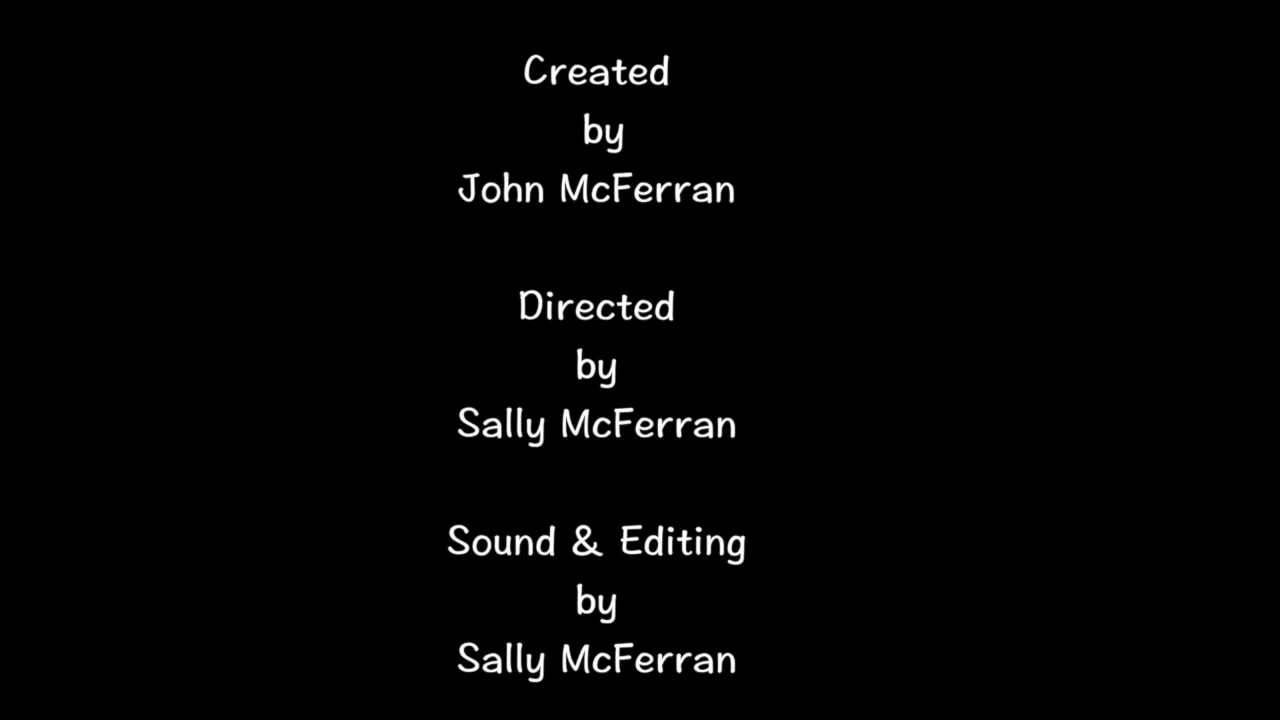 Created
by
John McFerran
Directed
by
Sally McFerran
Sound & Editing
by
Sally McFerran